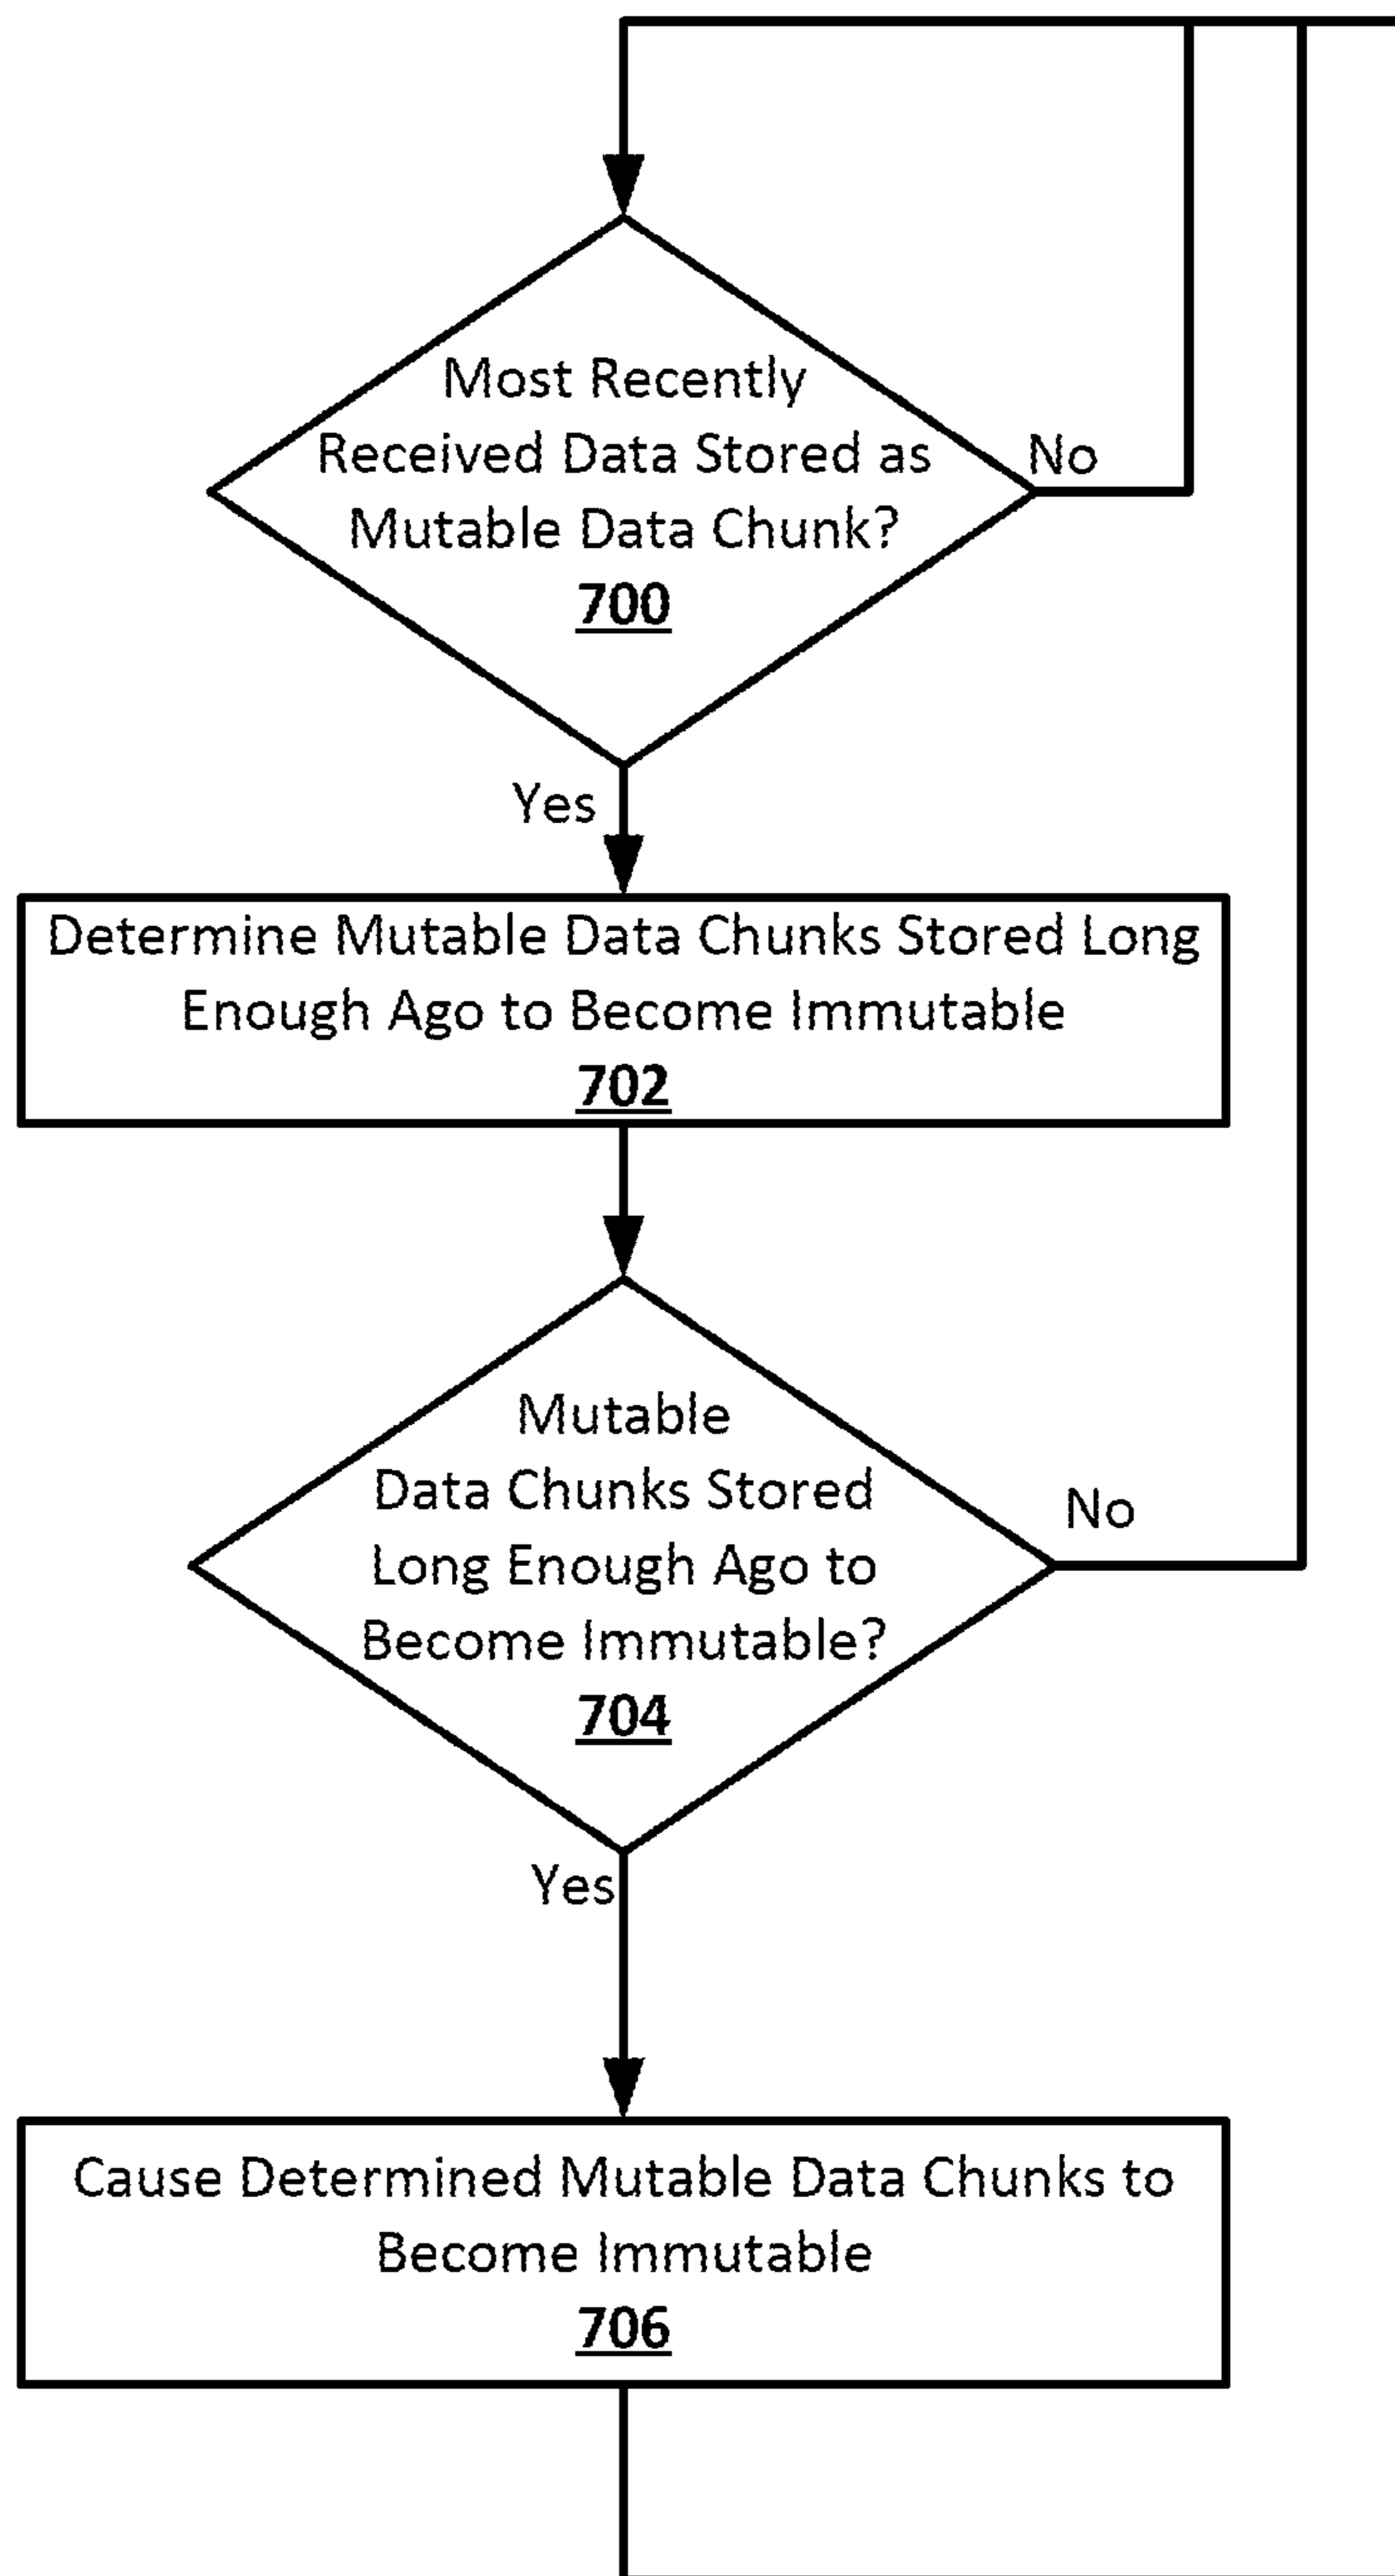 Most Recently
Received Data Stored as
Mutable Data Chunk?
700
No
Yes
Determine Mutable Data Chunks Stored Long
Enough Ago to Become Immutable
702
Mutable
Data Chunks Stored
Long Enough Ago to
Become Immutable?
704
No
Yes
Cause Determined Mutable Data Chunks to
Become Immutable
706